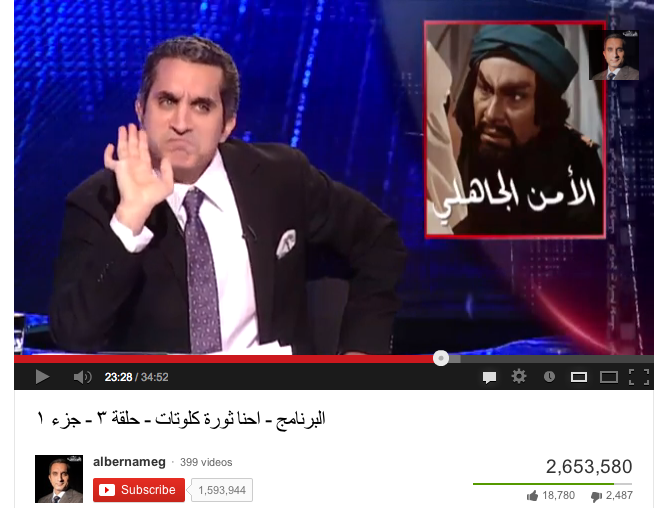 الأمن الجاهلي
23:28 / 34:52
البرنامج - احنا ثورة كلوتات - حلقة ٣ - جزء ١
albernameg · 399 videos
Subscribe 1,593,944
2,653,580
18,780 2,487